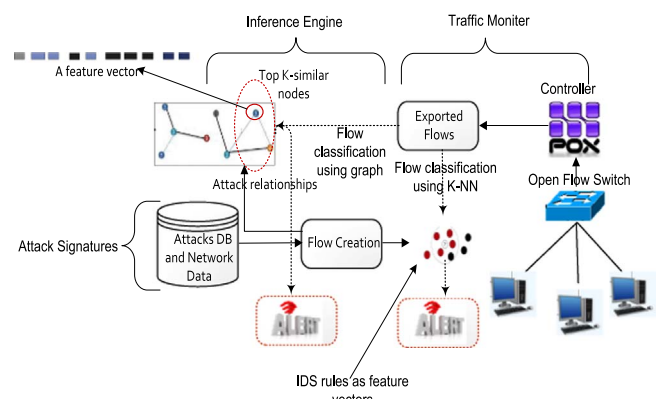 Inference Engine
Traffic Moniter
A feature vector
Top K-similar
nodes
Controller
Exported
Flows
POX
Flow
classification
using graph
Flow classification
using K-NN
Open Flow Switch
Attack relationships
Attack Signatures
Attacks DB
and Network
Data
Flow Creation
ALERT
ALERT
IDS rules as feature
vectors